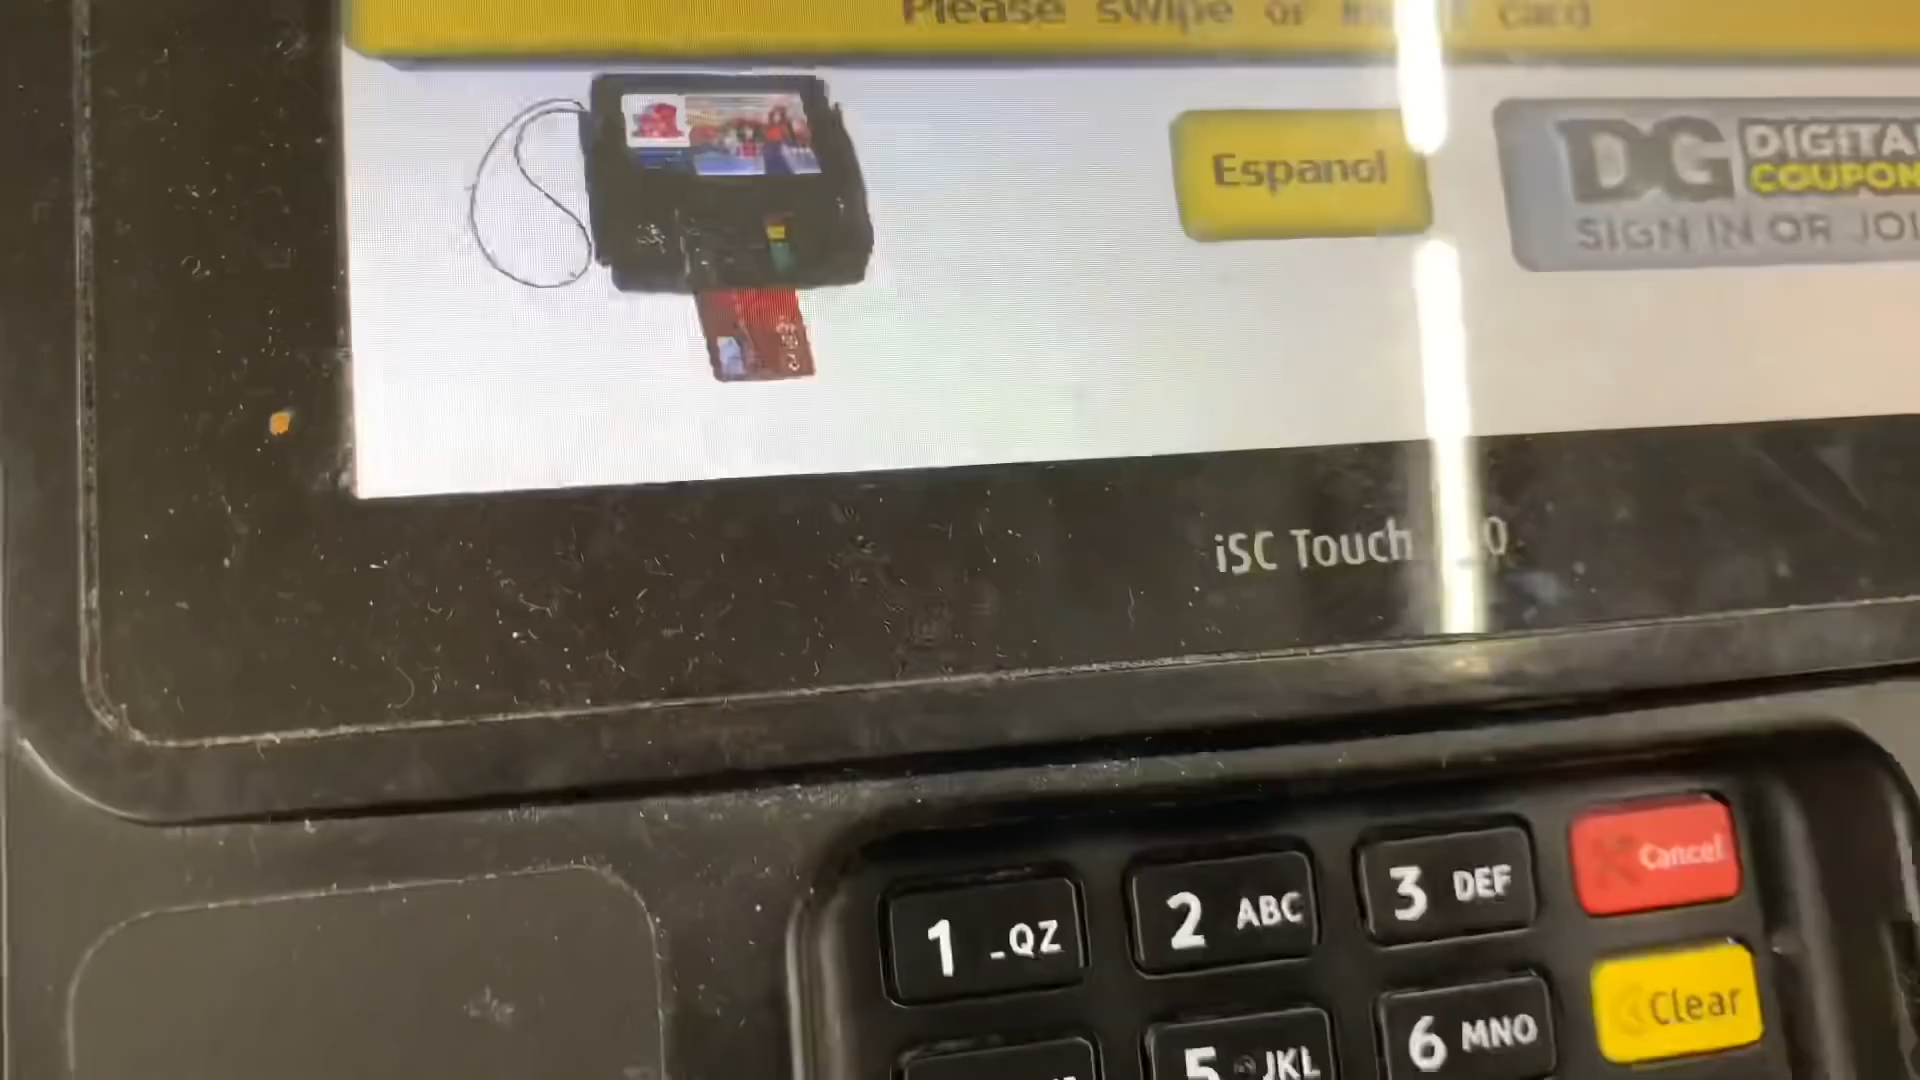 Please swipe or insert card
Espanol
DG DIGITAL
COUPON
SIGN IN OR JOI
iSC Touch
1 -QZ
2 ABC
3 DEF
Cancel
5 JKL
6 MNO
Clear